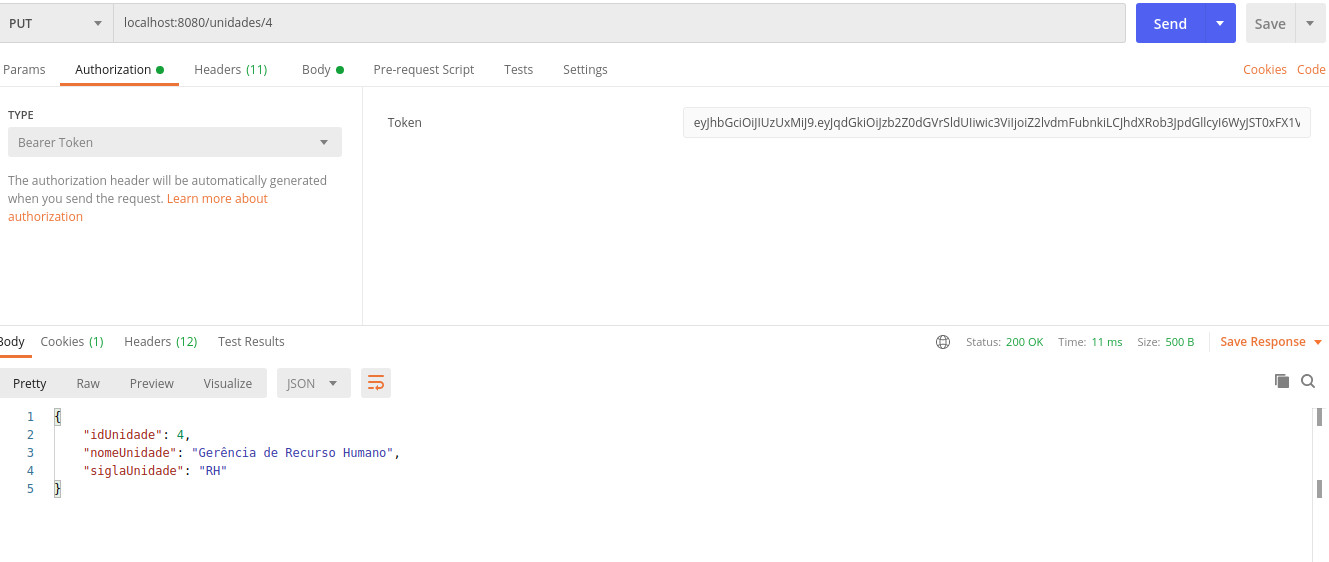 PUT localhost:8080/unidades/4 Send Save
Params Authorization Headers (11) Body Pre-request Script Tests Settings Cookies Code
TYPE
Bearer Token
The authorization header will be automatically generated
when you send the request. Learn more about
authorization
Token
Body Cookies (1) Headers (12) Test Results Status: 200 OK Time: 11 ms Size: 500 B Save Response
Pretty Raw Preview Visualize JSON
1 {
2 "idUnidade": 4,
3 "nomeUnidade": "Gerência de Recurso Humano",
4 "siglaUnidade": "RH"
5 }